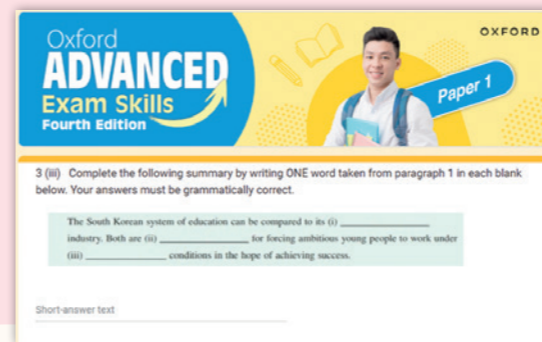 Oxford
OXFORD
ADVANCED
Exam Skills
Fourth Edition
Paper 1
3 (iii) Complete the following summary by writing ONE word taken from paragraph 1 in each blank
below. Your answers must be grammatically correct.
The South Korean system of education can be compared to its (i) _______________
industry. Both are (ii) _______________ for forcing ambitious young people to work under
(iii) _______________ conditions in the hope of achieving success.
Short-answer text